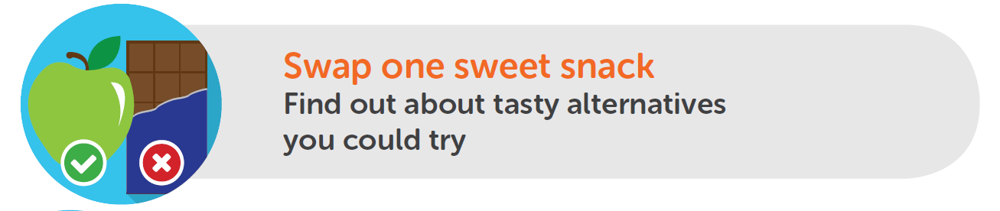 Swap one sweet snack
Find out about tasty alternatives
you could try